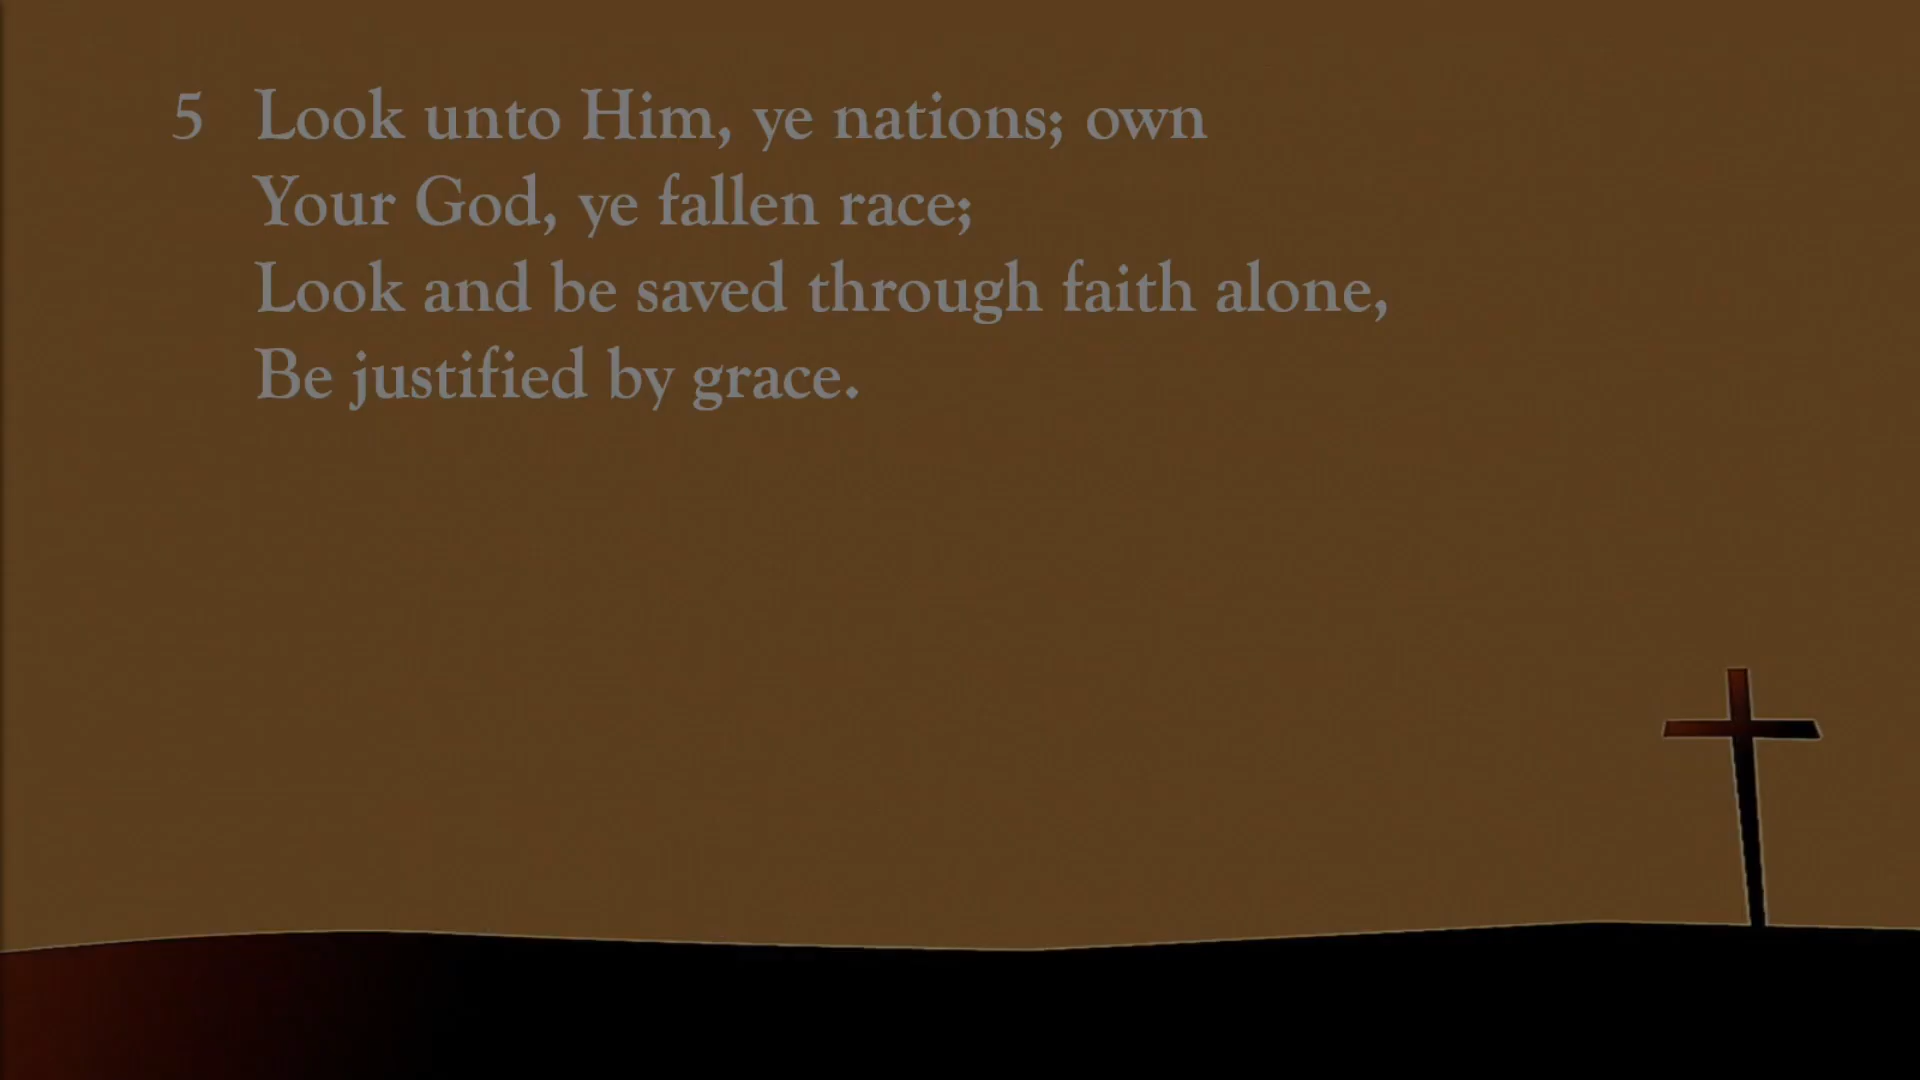 5 Look unto Him, ye nations; own
Your God, ye fallen race;
Look and be saved through faith alone,
Be justified by grace.